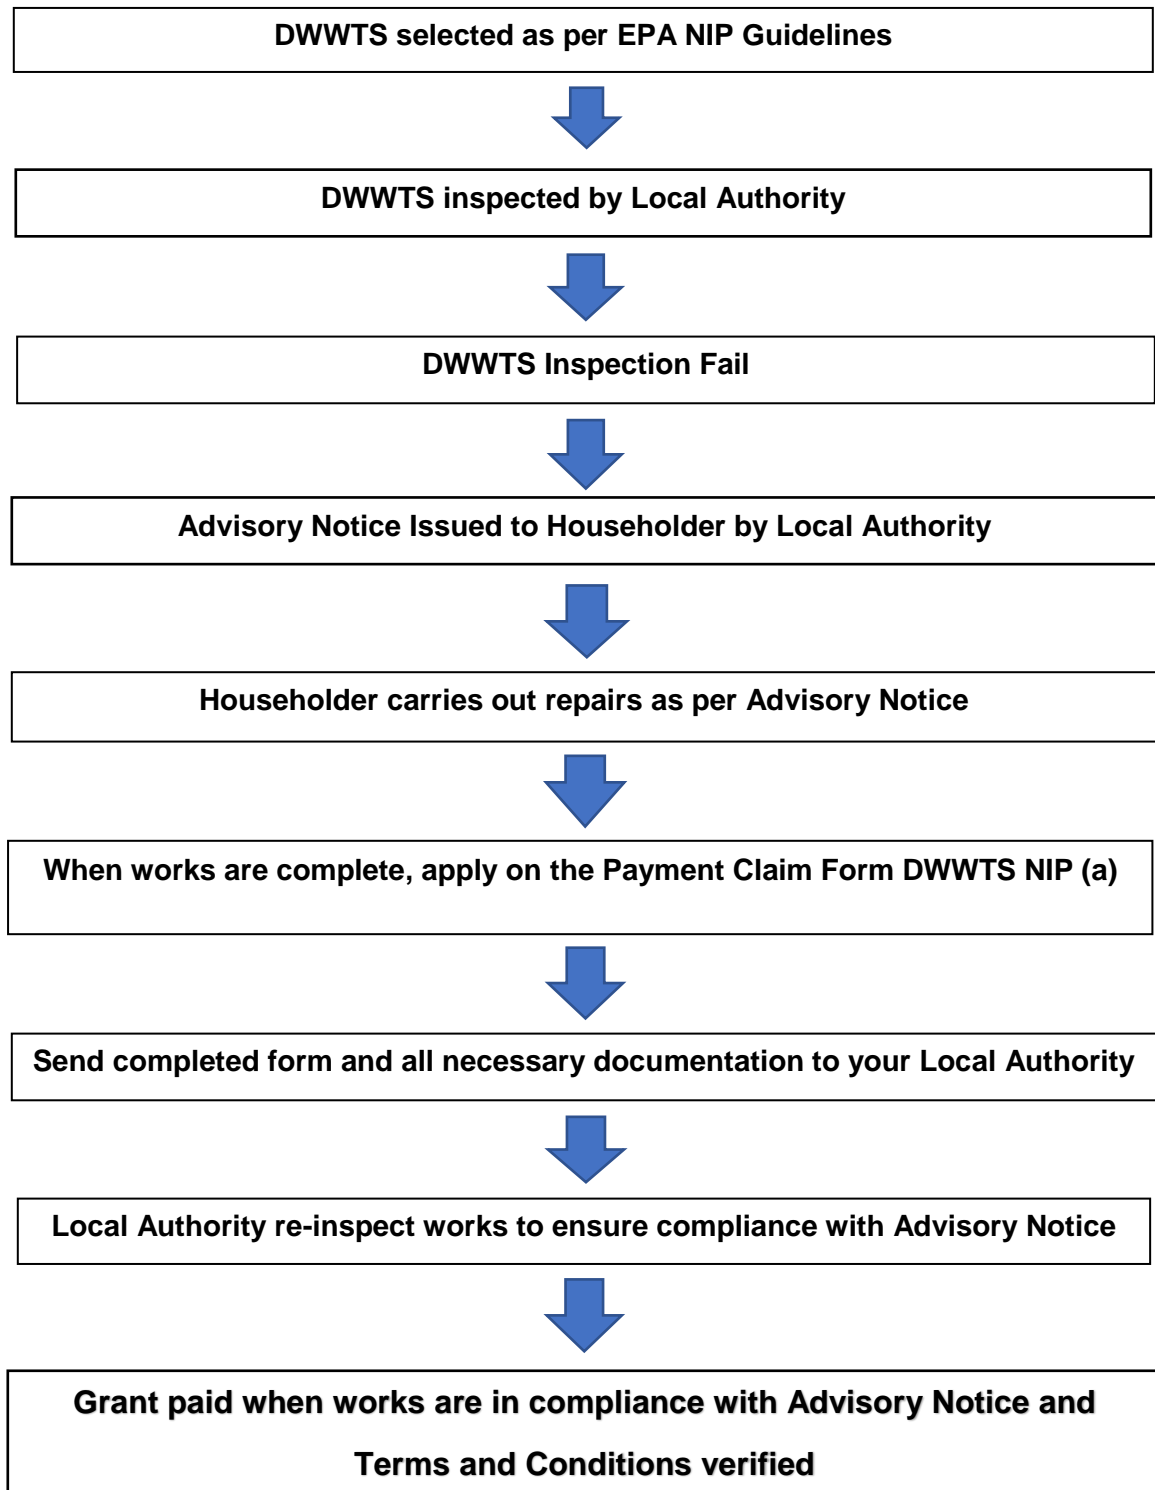 DWWTS selected as per EPA NIP Guidelines
DWWTS inspected by Local Authority
DWWTS Inspection Fail
Advisory Notice Issued to Householder by Local Authority
Householder carries out repairs as per Advisory Notice
When works are complete, apply on the Payment Claim Form DWWTS NIP (a)
Send completed form and all necessary documentation to your Local Authority
Local Authority re-inspect works to ensure compliance with Advisory Notice
Grant paid when works are in compliance with Advisory Notice and
Terms and Conditions verified